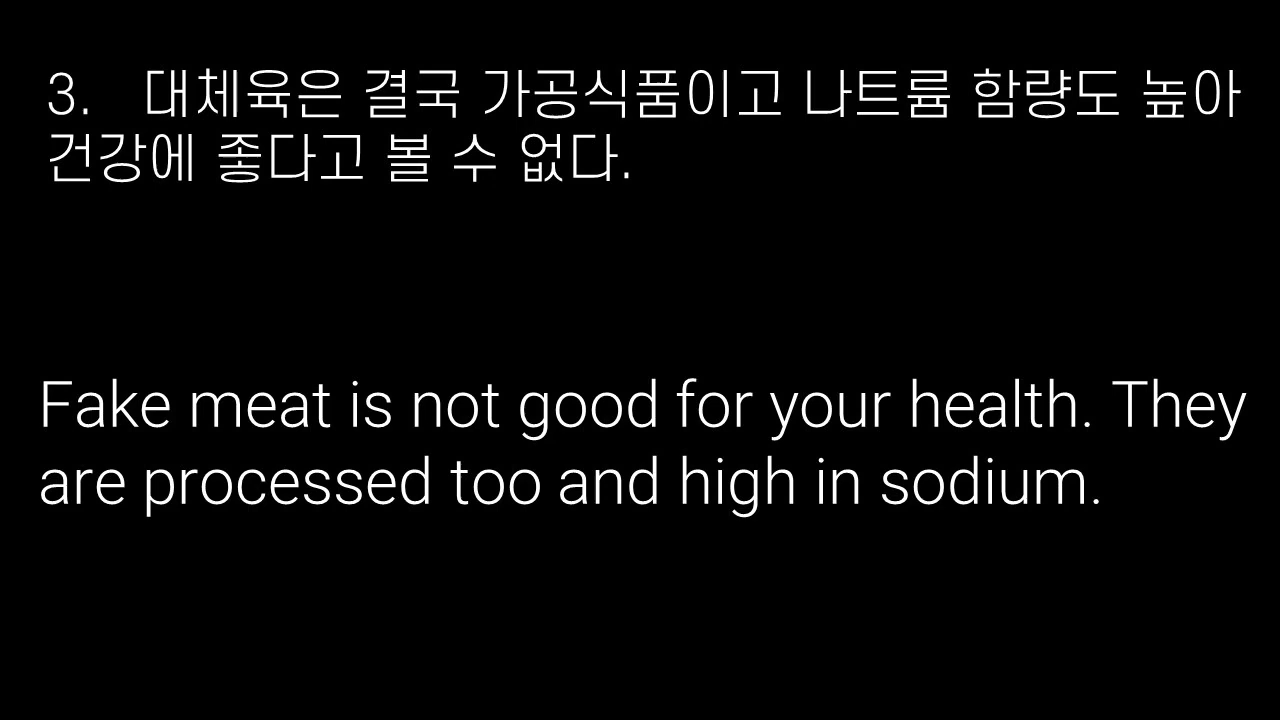 3. 대체육은 결국 가공식품이고 나트륨 함량도 높아
건강에 좋다고 볼 수 없다.
Fake meat is not good for your health. They
are processed too and high in sodium.